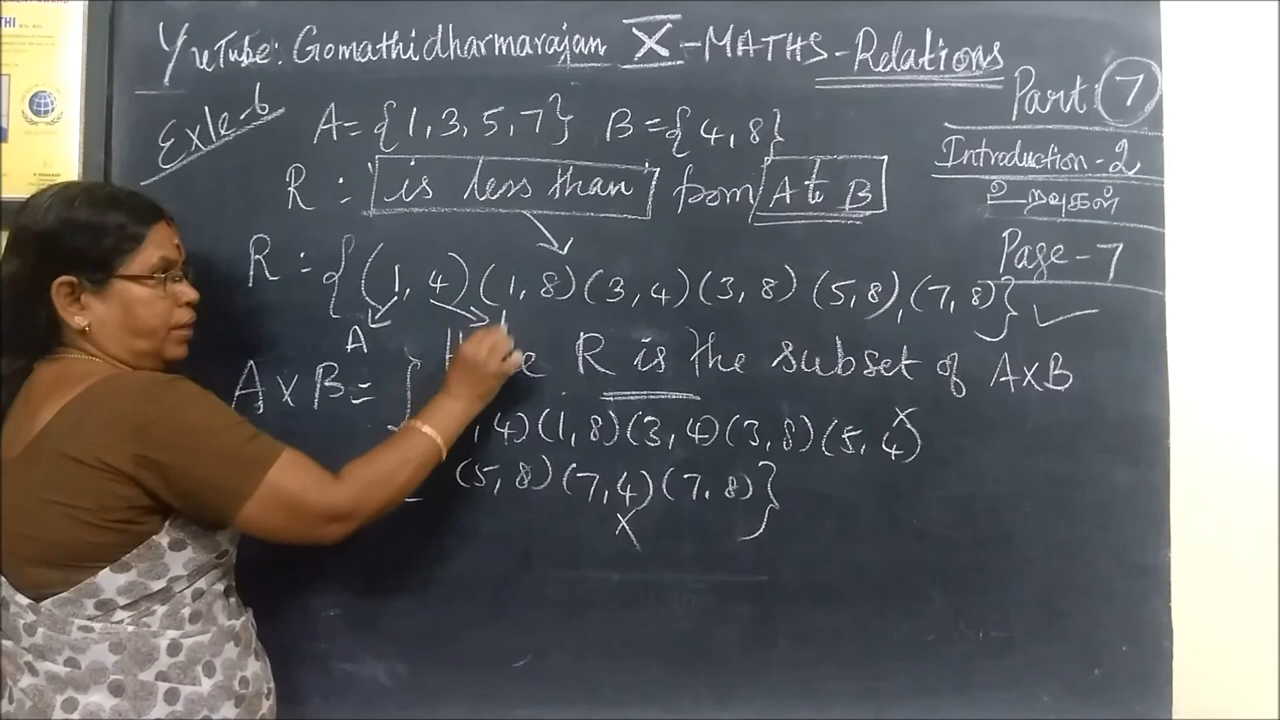 YouTube: Gomathidharmarajan X-MATHS-Relations
Part: 7
Exle-6
A={1,3,5,7} B={4,8}
Introduction-2
R: 'is less than' from A to B
உறவுகள்
R:{(1,4)(1,8)(3,4)(3,8)(5,8),(7,8)} ✓
Page-7
A
R is the subset of A×B
A×B={
,4)(1,8)(3,4)(3,8)(5,4)
X
(5,8)(7,4)(7,8)}
X